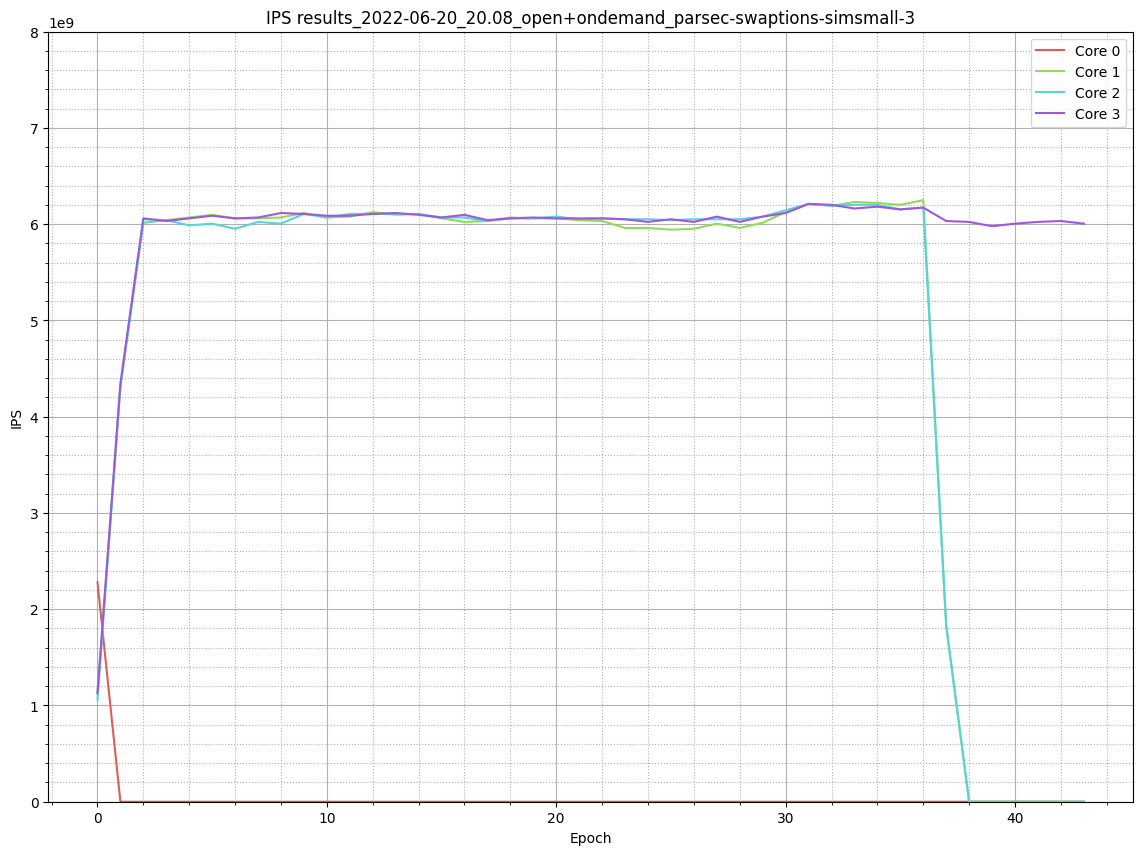 IPS results_2022-06-20_20.08_open+ondemand_parsec-swaptions-simsmall-3
1e9
8
7
6
5
4
3
2
1
0
IPS
Core 0
Core 1
Core 2
Core 3
0 10 20 30 40
Epoch